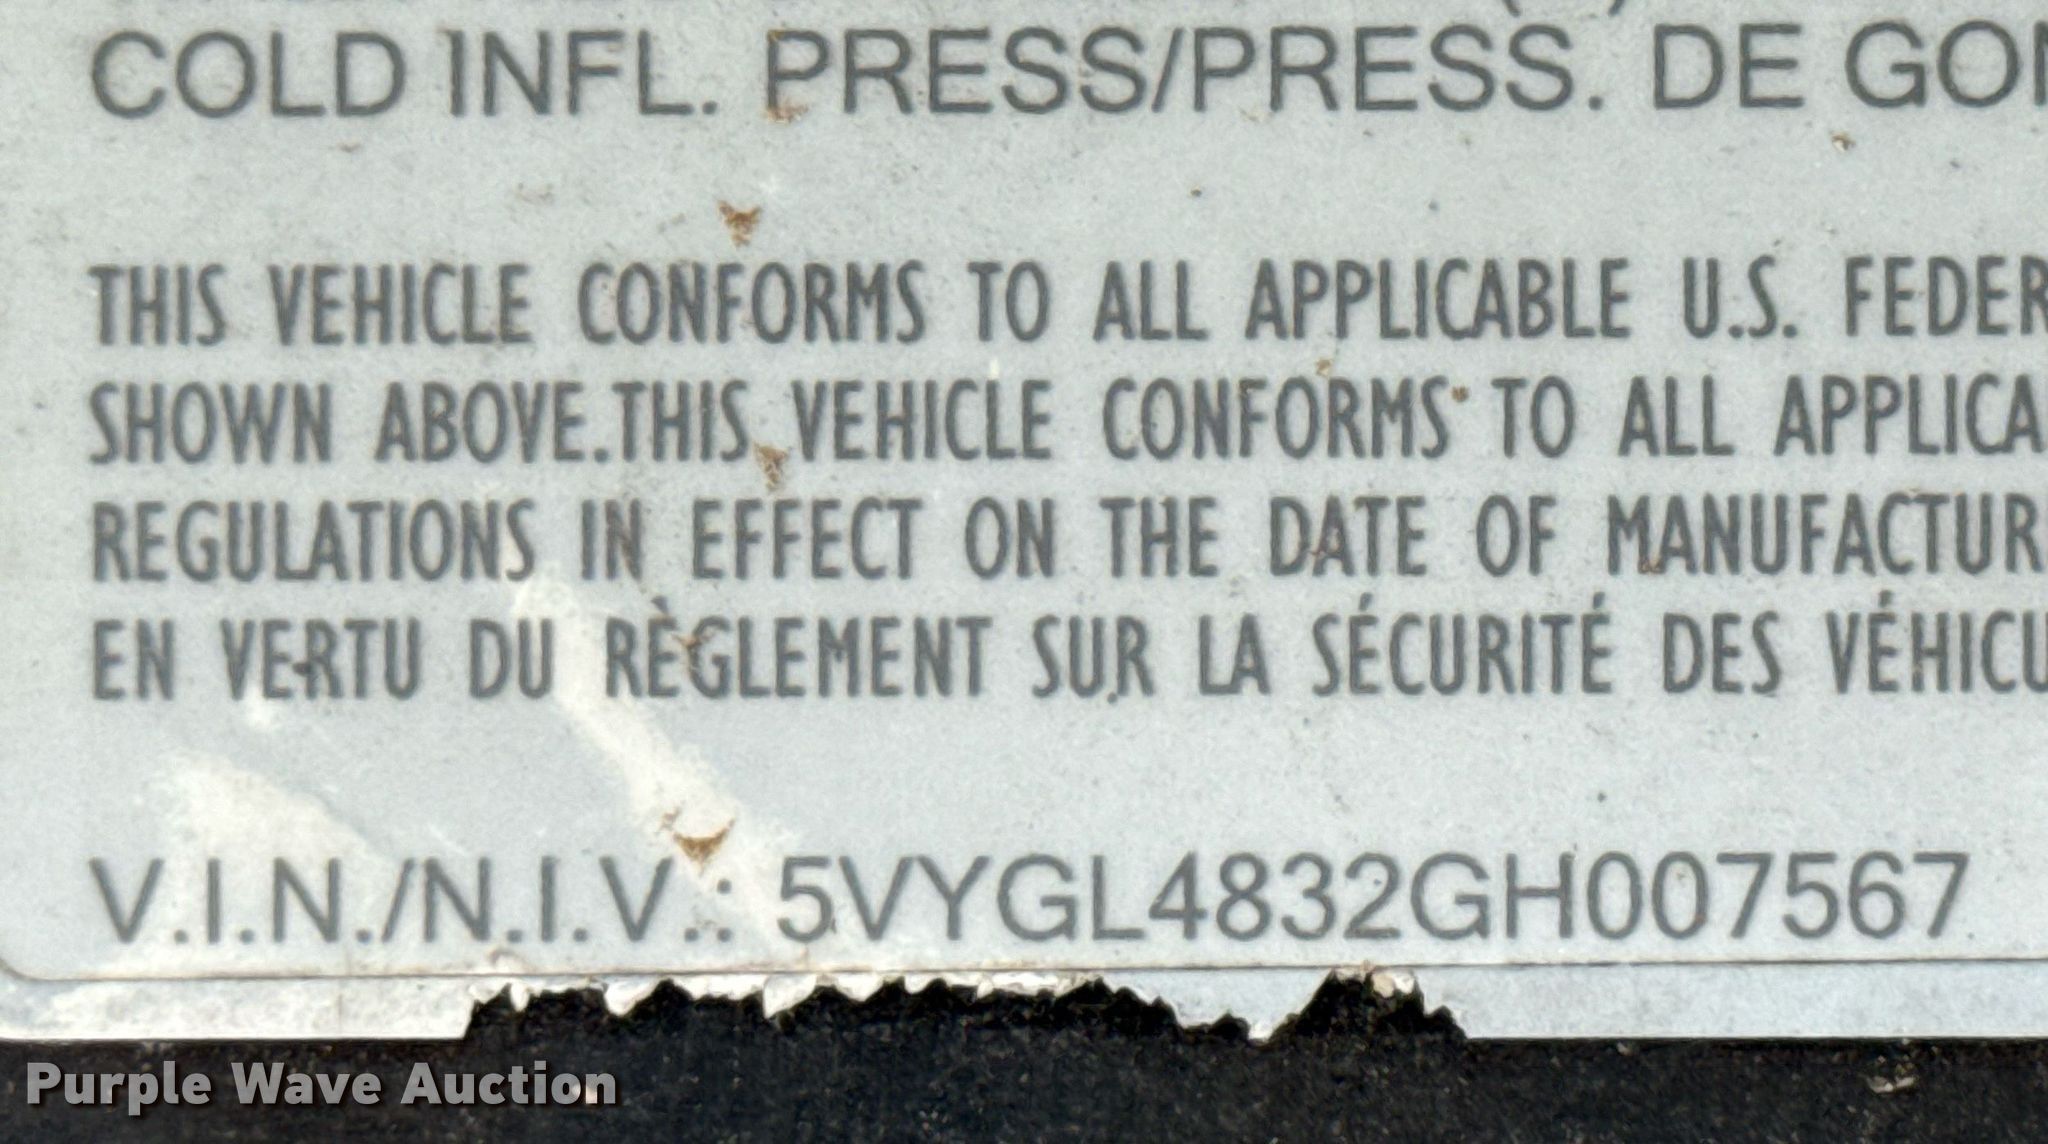 COLD INFL. PRESS/PRESS. DE GON
THIS VEHICLE CONFORMS TO ALL APPLICABLE U.S. FEDER
SHOWN ABOVE.THIS VEHICLE CONFORMS TO ALL APPLICA
REGULATIONS IN EFFECT ON THE DATE OF MANUFACTUR
EN VERTU DU RÈGLEMENT SUR LA SÉCURITÉ DES VÉHICU
V.I.N./N.I.V.: 5VYGL4832GH007567
Purple Wave Auction